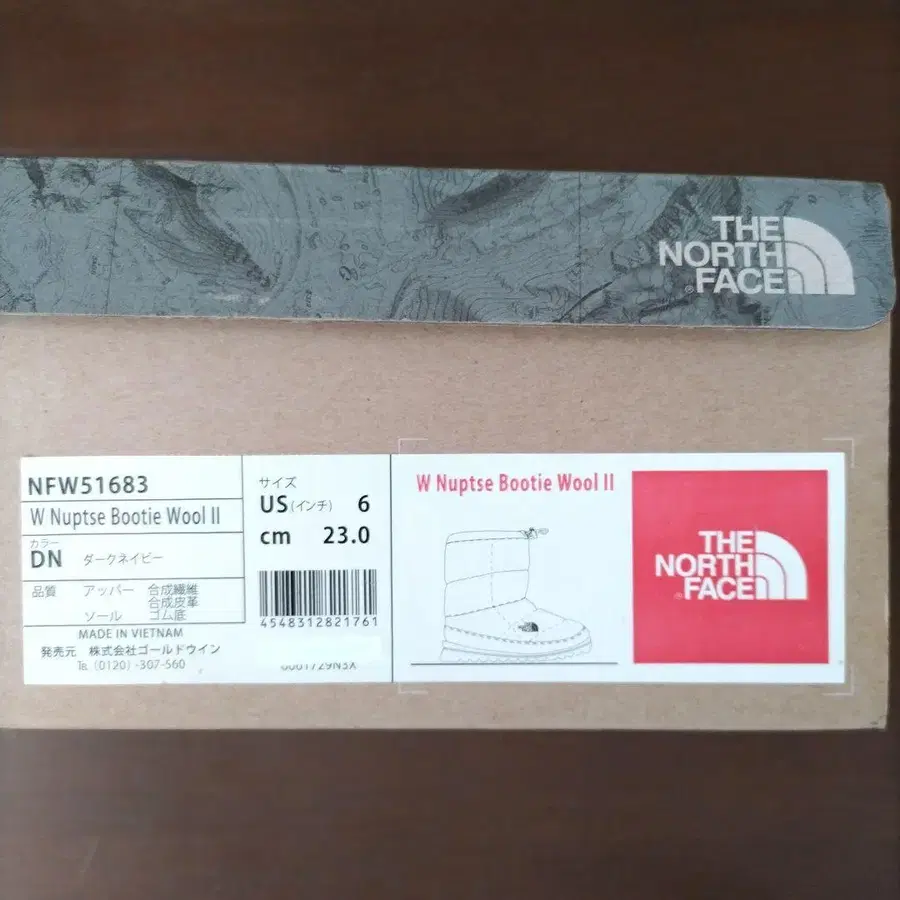 THE
NORTH
FACE
NFW51683
W Nuptse Bootie Wool II
カラー
DN ダークネイビー
品質 アッパー 合成繊維
合成皮革
ソール ゴム底
MADE IN VIETNAM
発売元 株式会社ゴールドウイン
TEL (0120) -307-560
サイズ
US(インチ) 6
cm 23.0
4548312821761
W Nuptse Bootie Wool II
THE
NORTH
FACE